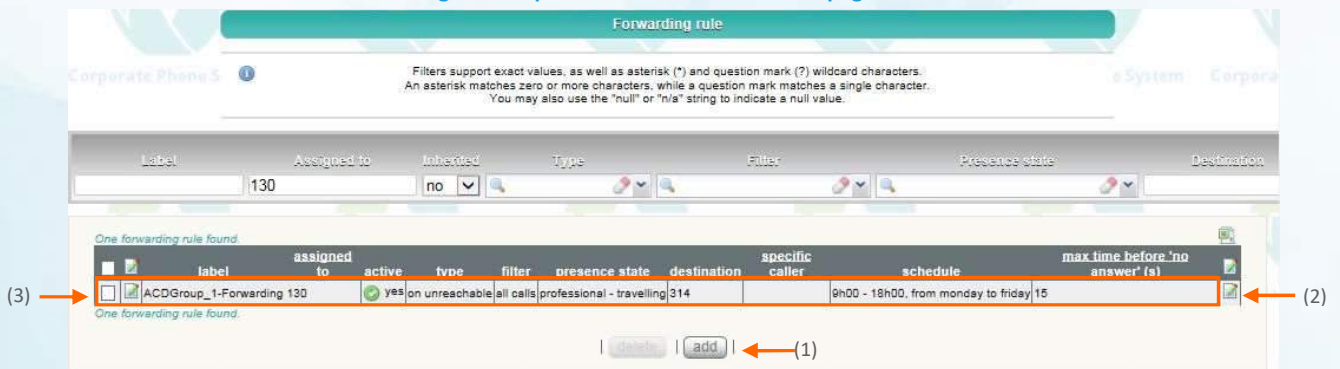 Forwarding rule
Corporate Phone S
e System Corpora
Filters support exact values, as well as asterisk (*) and question mark (?) wildcard characters.
An asterisk matches zero or more characters, while a question mark matches a single character.
You may also use the "null" or "n/a" string to indicate a null value.
Label Assigned to Inherited Type Filter Presence state Destination
130 no
One forwarding rule found.
label assigned to active type filter presence state destination specific caller schedule max time before 'no answer' (s)
(3) ACDGroup_1-Forwarding 130 yes on unreachable all calls professional - travelling 314 9h00 - 18h00, from monday to friday 15 (2)
One forwarding rule found.
| delete | add | (1)